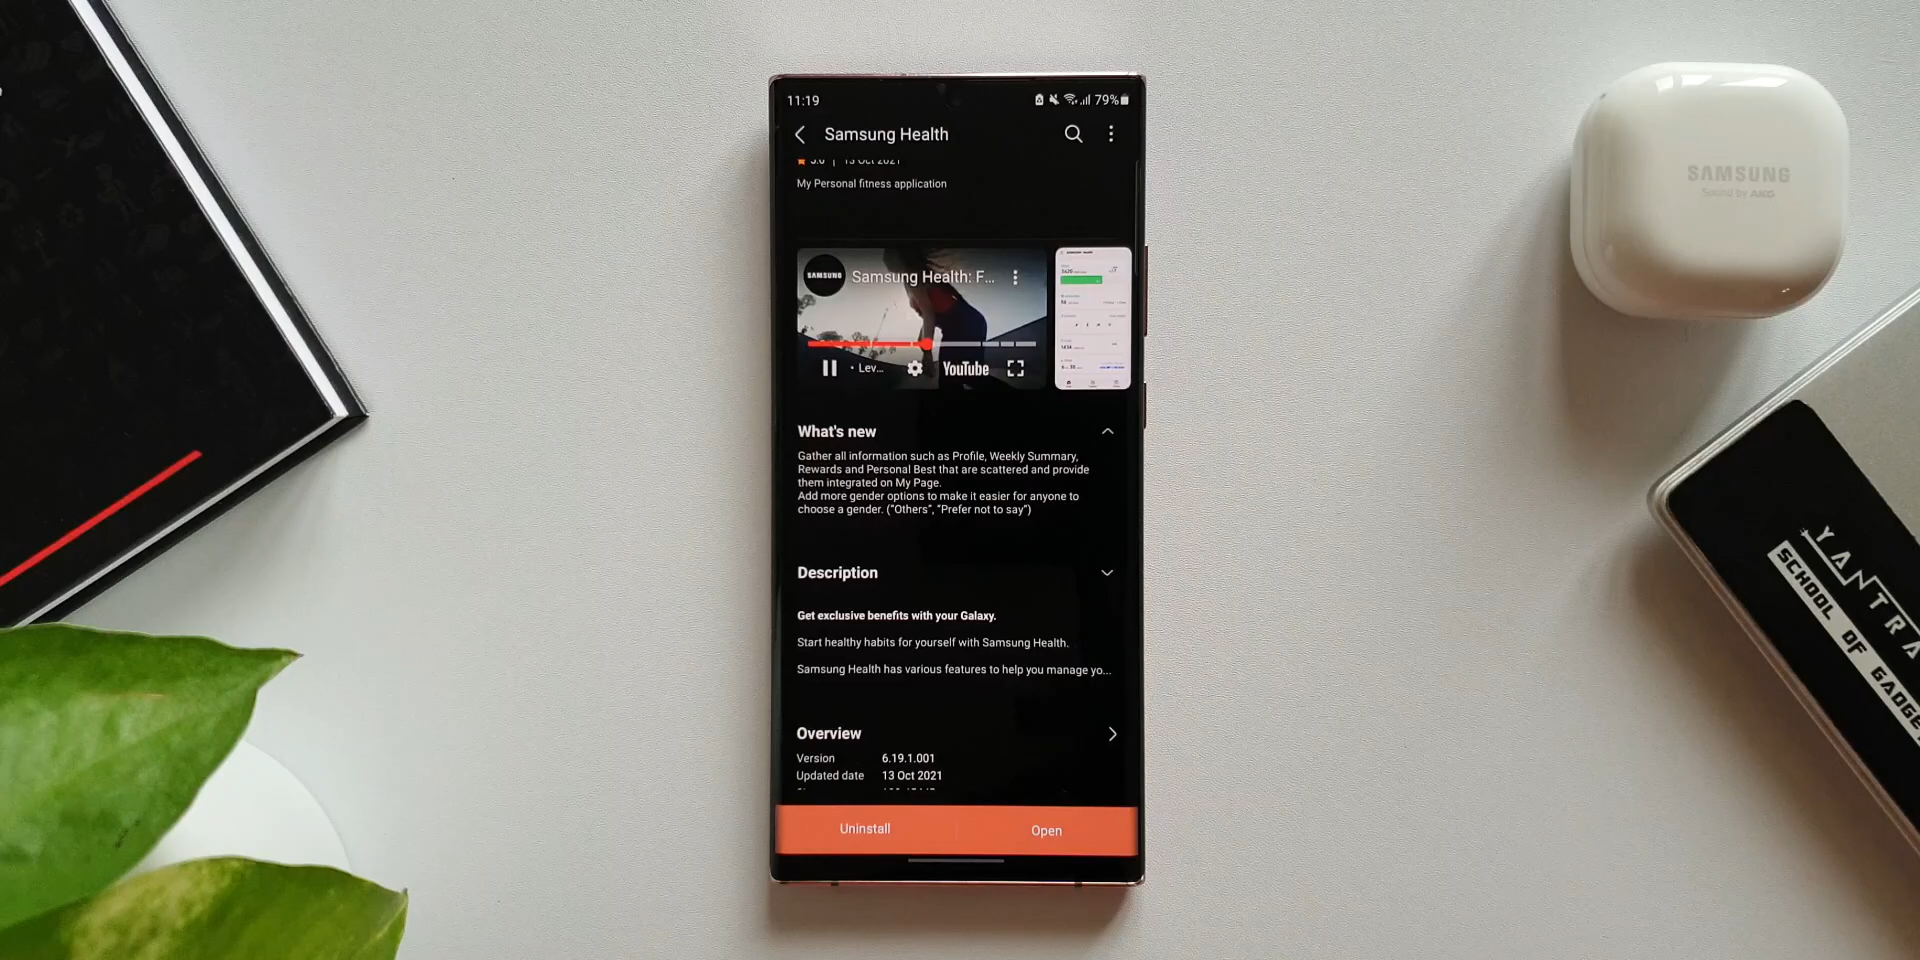 11:19
79%
Samsung Health
3.6 | 13 Oct 2021
My Personal fitness application
SAMSUNG
Samsung Health: F...
• Lev...
YouTube
What's new
Gather all information such as Profile, Weekly Summary,
Rewards and Personal Best that are scattered and provide
them integrated on My Page.
Add more gender options to make it easier for anyone to
choose a gender. ("Others", "Prefer not to say")
Description
Get exclusive benefits with your Galaxy.
Start healthy habits for yourself with Samsung Health.
Samsung Health has various features to help you manage yo...
Overview
Version 6.19.1.001
Updated date 13 Oct 2021
Uninstall
Open
SAMSUNG
Sound by AKG
YANTRA
SCHOOL OF GADGE